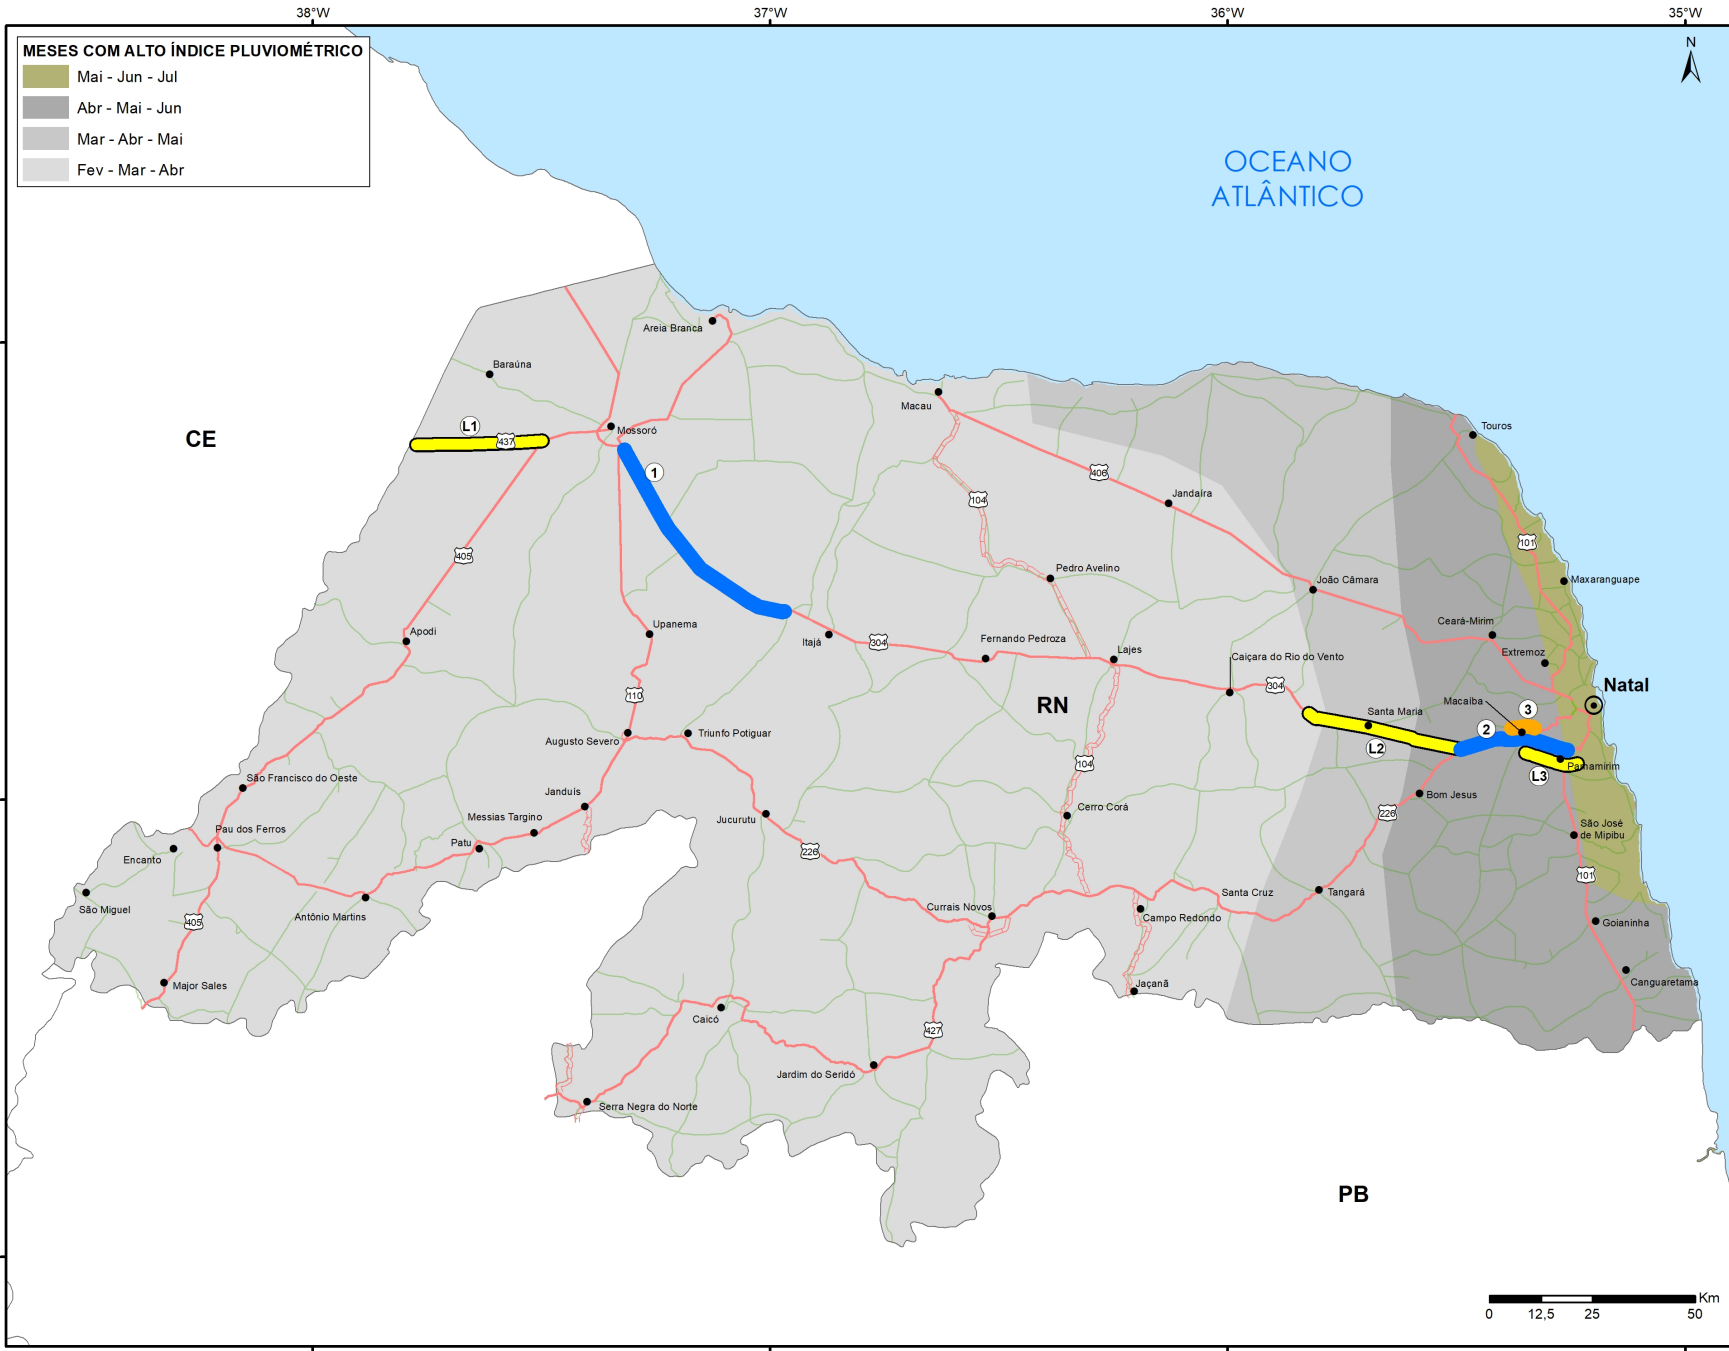 38°W
37°W
36°W
35°W
MESES COM ALTO ÍNDICE PLUVIOMÉTRICO
Mai - Jun - Jul
Abr - Mai - Jun
Mar - Abr - Mai
Fev - Mar - Abr
N
OCEANO
ATLÂNTICO
Areia Branca
Baraúna
Macau
CE
L1
437
Mossoró
Touros
1
406
104
Jandaíra
405
101
Pedro Avelino
João Câmara
Maxaranguape
Apodi
Upanema
Itajá
304
Fernando Pedroza
Lajes
Ceará-Mirim
Extremoz
Caiçara do Rio do Vento
304
Natal
110
RN
Macaíba
3
Santa Maria
2
Augusto Severo
Triunfo Potiguar
L2
104
Parnamirim
L3
São Francisco do Oeste
Janduís
Bom Jesus
Cerro Corá
226
Messias Targino
Jucurutu
São José
de Mipibu
Pau dos Ferros
Patu
Encanto
226
101
São Miguel
Antônio Martins
Santa Cruz
Tangará
Currais Novos
Campo Redondo
405
Goianinha
Major Sales
Jaçanã
Canguaretama
Caicó
427
Jardim do Seridó
Serra Negra do Norte
PB
Km
0
12,5
25
50